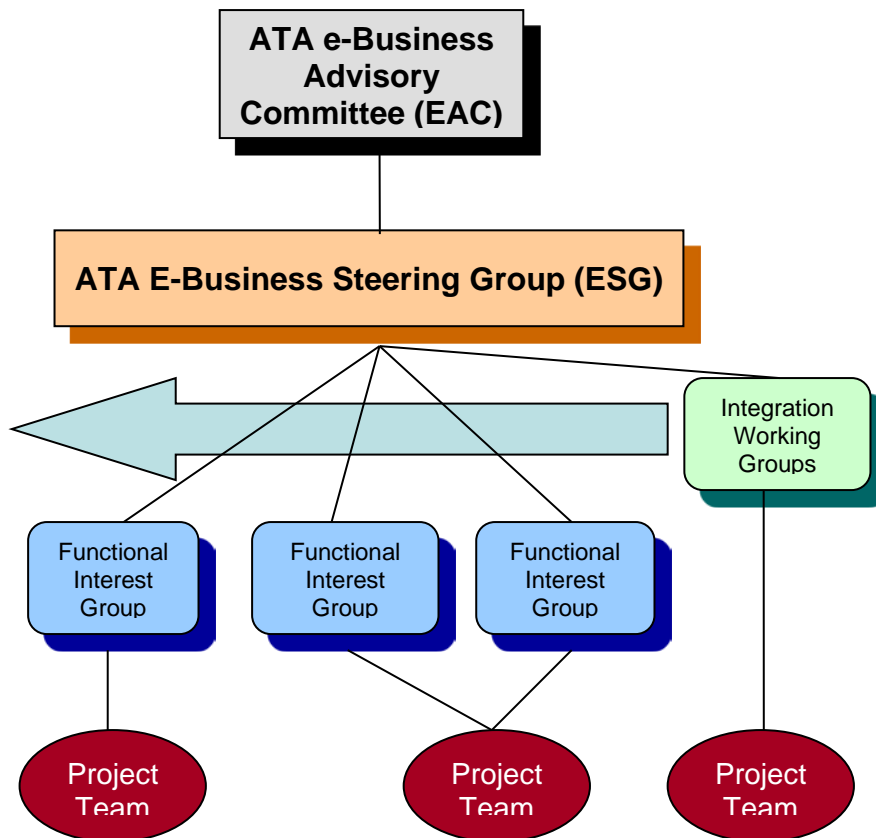 ATA e-Business
Advisory
Committee (EAC)
ATA E-Business Steering Group (ESG)
Integration
Working
Groups
Functional
Interest
Group
Functional
Interest
Group
Functional
Interest
Group
Project
Team
Project
Team
Project
Team